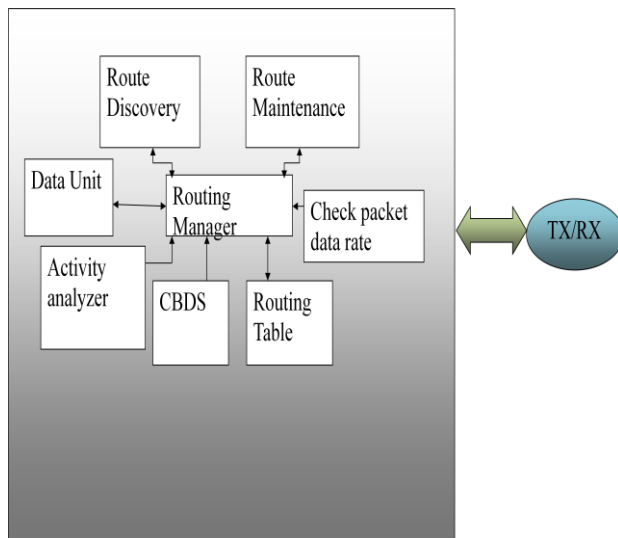 Route
Discovery
Route
Maintenance
Data Unit
Routing
Manager
Check packet
data rate
TX/RX
Activity
analyzer
CBDS
Routing
Table